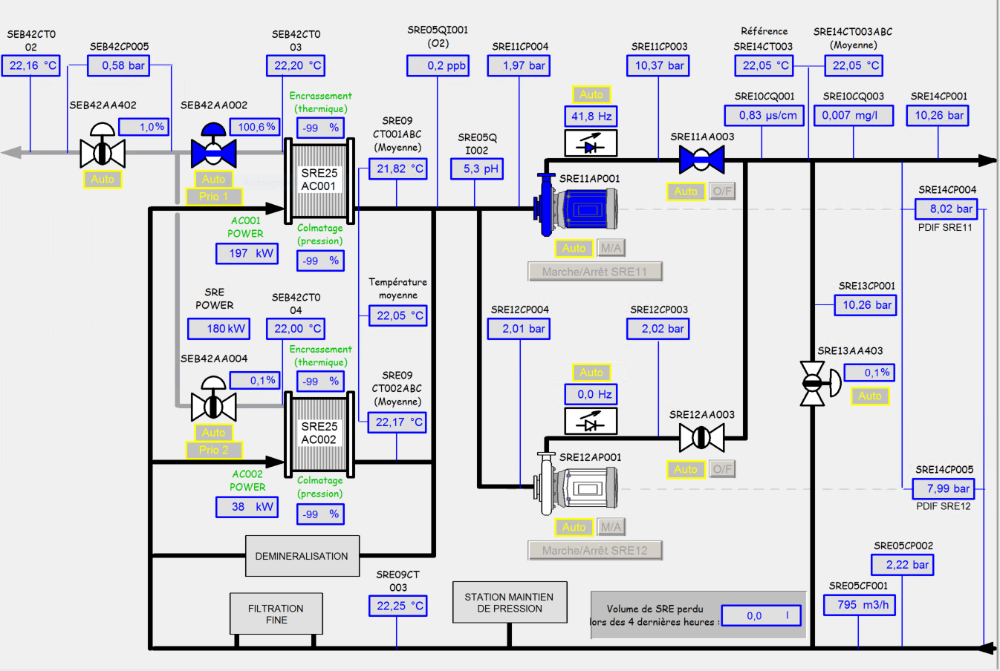 SEB42CT0
02
22,16 °C
SEB42CP005
0,58 bar
SEB42CT0
03
22,20 °C
SRE05QI001
(O2)
0,2 ppb
SRE11CP004
1,97 bar
SRE11CP003
10,37 bar
Référence
SRE14CT003
22,05 °C
SRE14CT003ABC
(Moyenne)
22,05 °C
SEB42AA402
1,0%
Auto
SEB42AA002
100,6%
Auto
Prio 1
Encrassement
(thermique)
-99 %
SRE09
CT001ABC
(Moyenne)
21,82 °C
SRE05Q
I002
5,3 pH
Auto
41,8 Hz
SRE11AA003
Auto
O/F
SRE10CQ001
0,83 µs/cm
SRE10CQ003
0,007 mg/l
SRE14CP001
10,26 bar
SRE25
AC001
SRE11AP001
SRE14CP004
8,02 bar
PDIF SRE11
AC001
POWER
197 kW
Colmatage
(pression)
-99 %
Auto
M/A
Marche/Arrêt SRE11
SRE
POWER
180 kW
SEB42CT0
04
22,00 °C
Température
moyenne
22,05 °C
SRE12CP004
2,01 bar
SRE12CP003
2,02 bar
SRE13CP001
10,26 bar
SEB42AA004
0,1%
Auto
Prio 2
Encrassement
(thermique)
-99 %
SRE09
CT002ABC
(Moyenne)
22,17 °C
Auto
0,0 Hz
SRE12AA003
Auto
O/F
SRE13AA403
0,1%
Auto
SRE25
AC002
SRE12AP001
SRE14CP005
7,99 bar
PDIF SRE12
AC002
POWER
38 kW
Colmatage
(pression)
-99 %
Auto
M/A
Marche/Arrêt SRE12
DEMINERALISATION
SRE05CP002
2,22 bar
FILTRATION
FINE
SRE09CT
003
22,25 °C
STATION MAINTIEN
DE PRESSION
Volume de SRE perdu
lors des 4 dernières heures :
0,0 l
SRE05CF001
795 m3/h